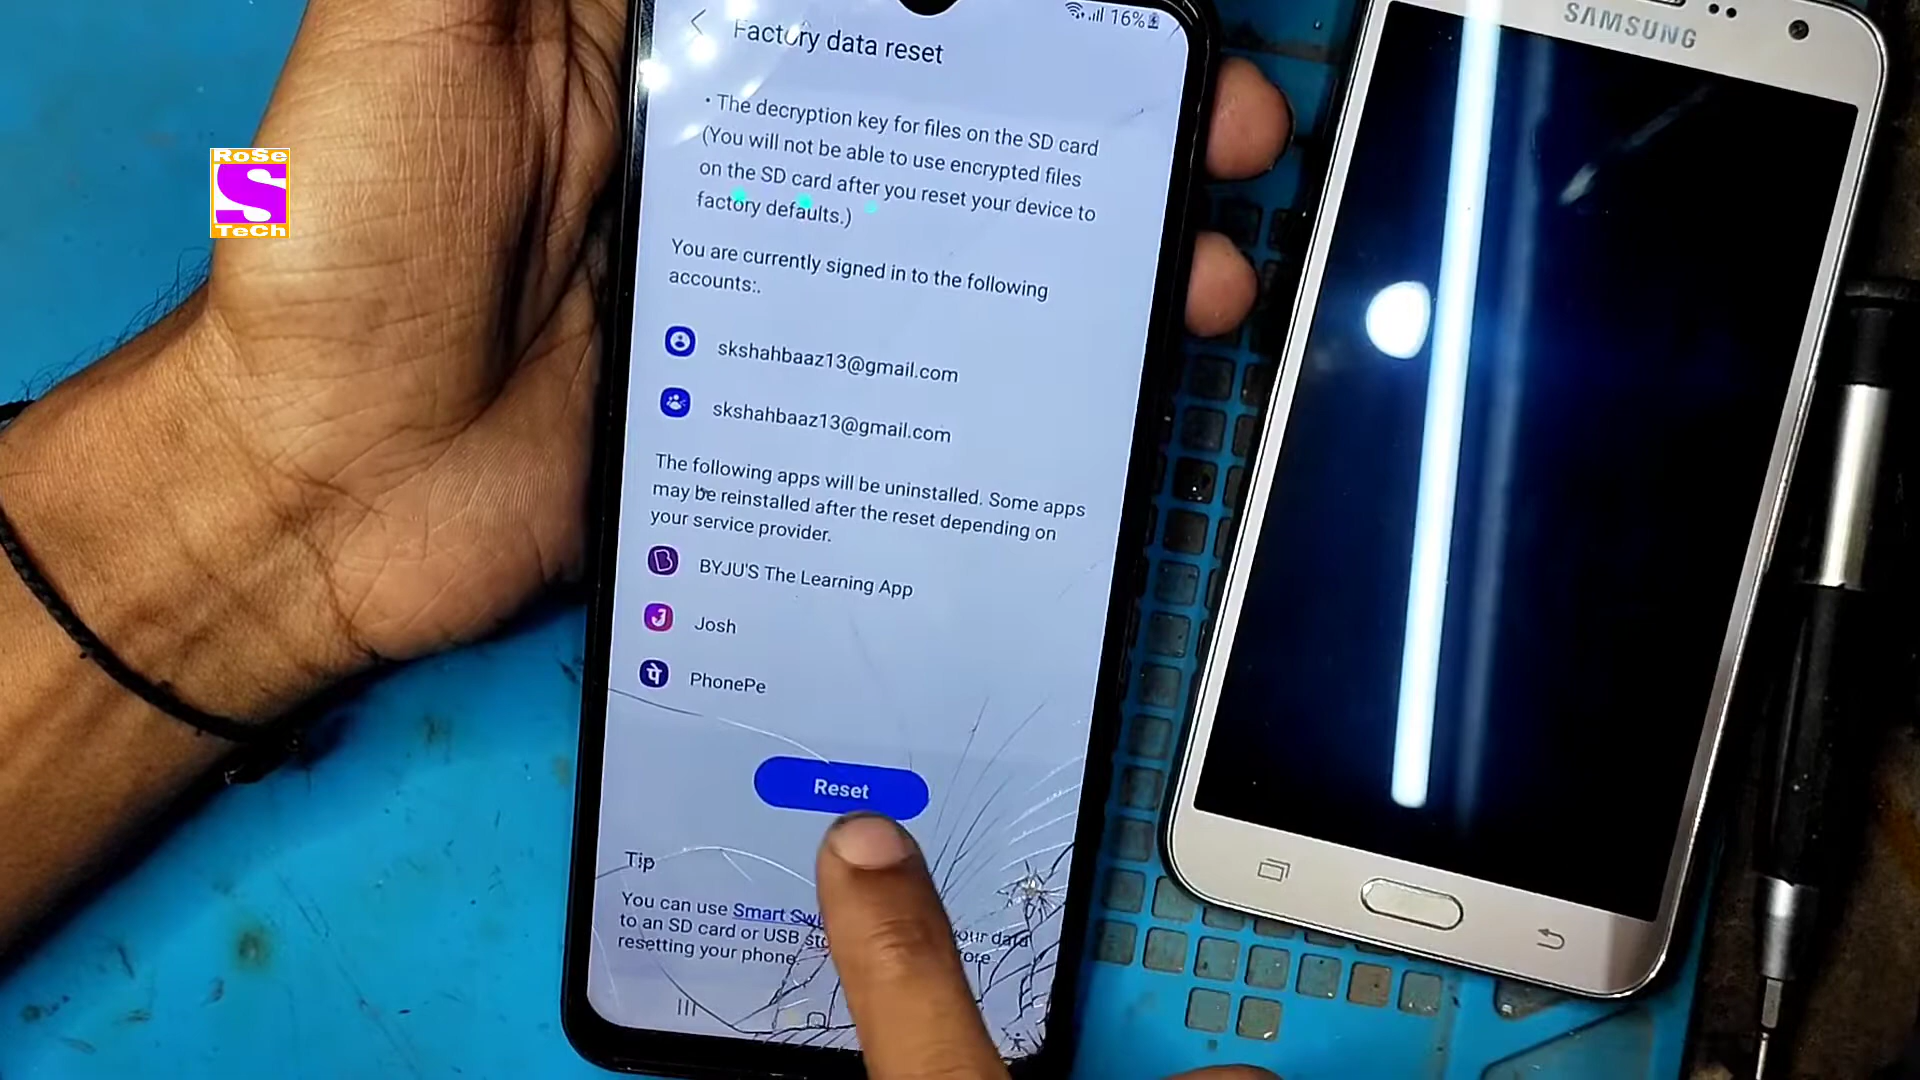 16%
Factory data reset
• The decryption key for files on the SD card
(You will not be able to use encrypted files
on the SD card after you reset your device to
factory defaults.)
You are currently signed in to the following
accounts:.
skshahbaaz13@gmail.com
skshahbaaz13@gmail.com
The following apps will be uninstalled. Some apps
may be reinstalled after the reset depending on
your service provider.
BYJU'S The Learning App
Josh
पे PhonePe
Reset
Tip
You can use Smart your data
to an SD card or USB
resetting your phone.
SAMSUNG
RoSe
S
TeCh